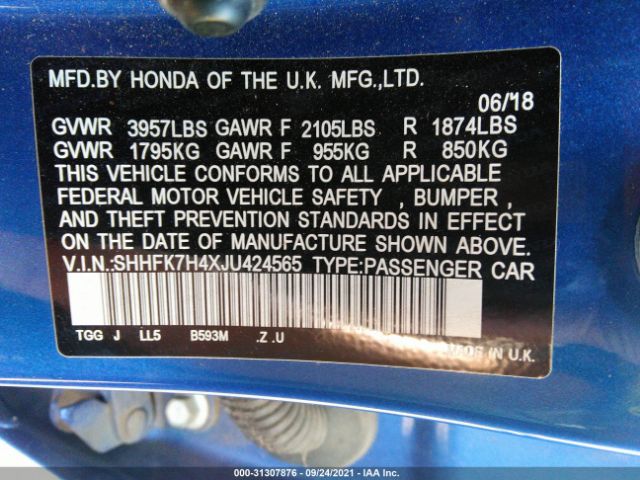 MFD.BY HONDA OF THE U.K. MFG.,LTD.
06/18
GVWR 3957LBS GAWR F 2105LBS R 1874LBS
GVWR 1795KG GAWR F 955KG R 850KG
THIS VEHICLE CONFORMS TO ALL APPLICABLE
FEDERAL MOTOR VEHICLE SAFETY , BUMPER ,
AND THEFT PREVENTION STANDARDS IN EFFECT
ON THE DATE OF MANUFACTURE SHOWN ABOVE.
V.I.N.:SHHFK7H4XJU424565 TYPE:PASSENGER CAR
TGG J LL5 B593M .Z .U
IN U.K.
000-31307876 - 09/24/2021 - IAA Inc.